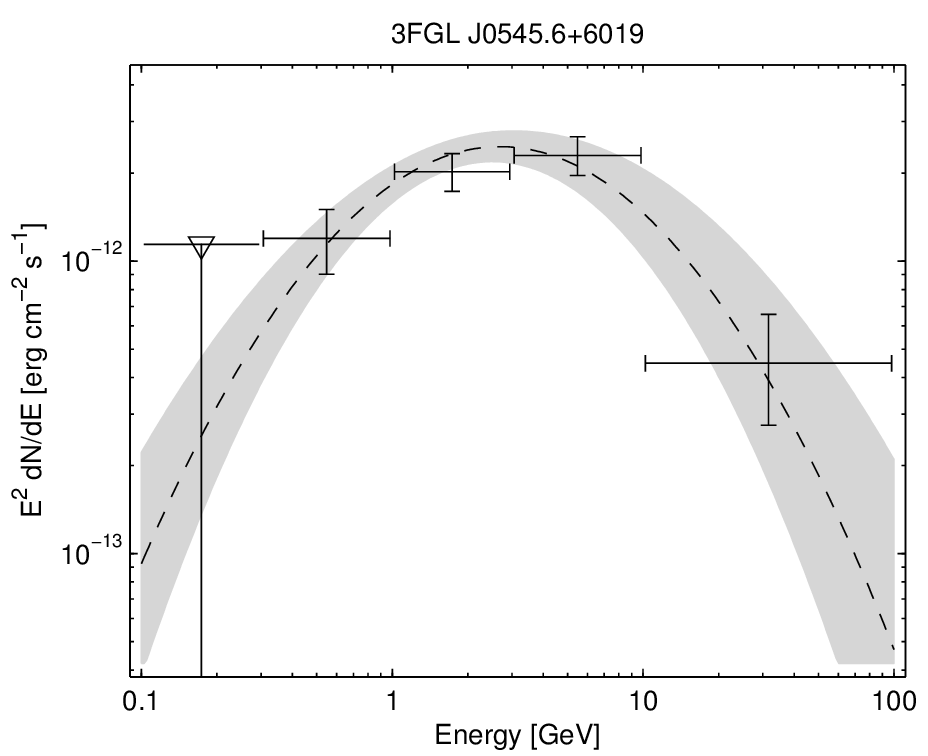 3FGL J0545.6+6019
E² dN/dE [erg cm⁻² s⁻¹]
10⁻¹²
10⁻¹³
0.1 1 10 100
Energy [GeV]